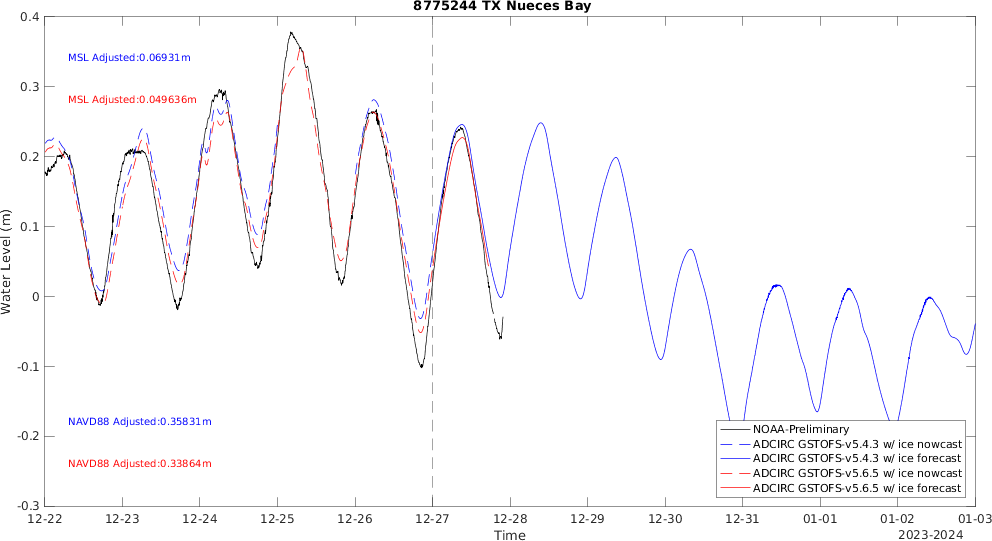 8775244 TX Nueces Bay
Water Level (m)
0.4
0.3
0.2
0.1
0
-0.1
-0.2
-0.3
MSL Adjusted:0.06931m
MSL Adjusted:0.049636m
NAVD88 Adjusted:0.35831m
NAVD88 Adjusted:0.33864m
NOAA-Preliminary
ADCIRC GSTOFS-v5.4.3 w/ ice nowcast
ADCIRC GSTOFS-v5.4.3 w/ ice forecast
ADCIRC GSTOFS-v5.6.5 w/ ice nowcast
ADCIRC GSTOFS-v5.6.5 w/ ice forecast
12-22 12-23 12-24 12-25 12-26 12-27 12-28 12-29 12-30 12-31 01-01 01-02 01-03
Time
2023-2024